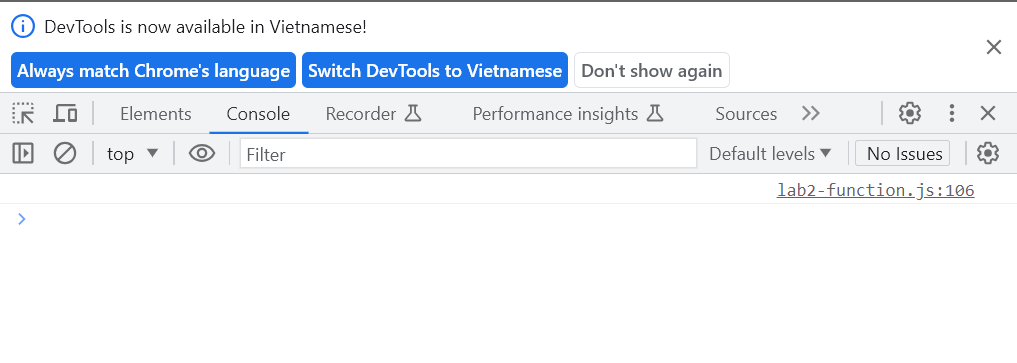 DevTools is now available in Vietnamese!
Always match Chrome's language Switch DevTools to Vietnamese Don't show again
Elements Console Recorder Performance insights Sources
top Filter Default levels No Issues
lab2-function.js:106